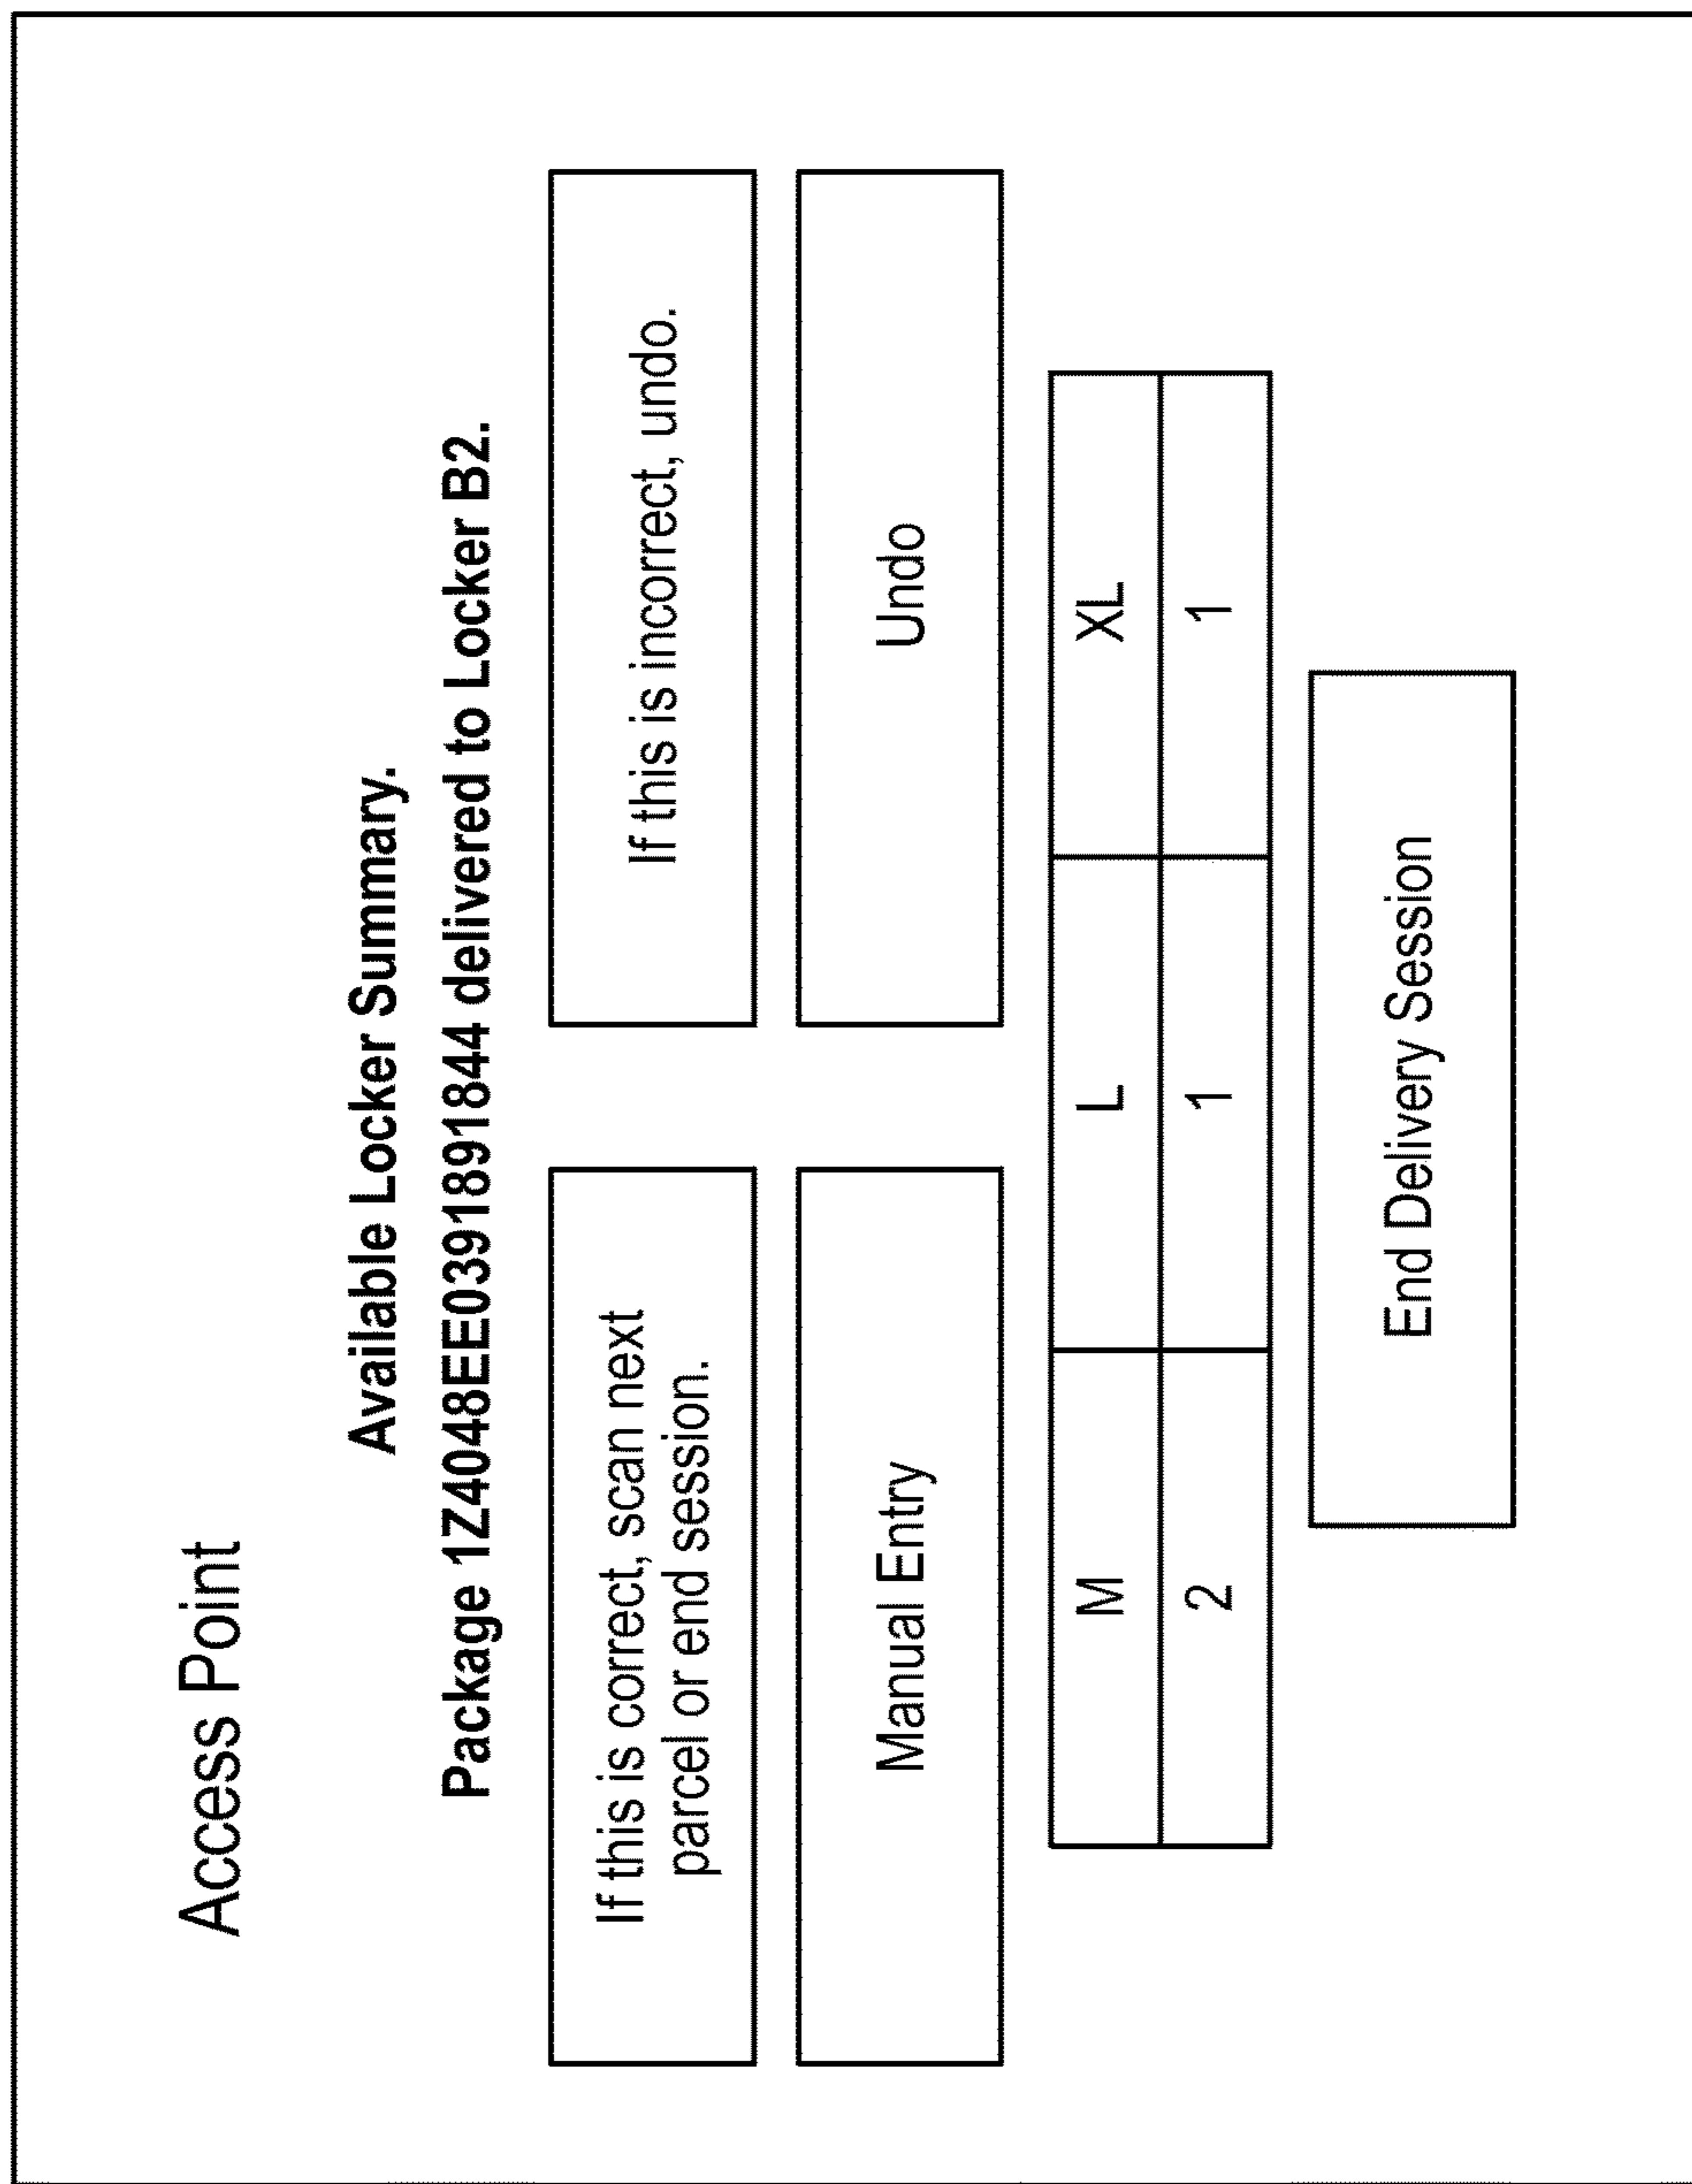 Access Point
Available Locker Summary.
Package 1Z4048EE0391891844 delivered to Locker B2.
If this is correct, scan next
parcel or end session.
If this is incorrect, undo.
Manual Entry
Undo
M L XL
2 1 1
End Delivery Session